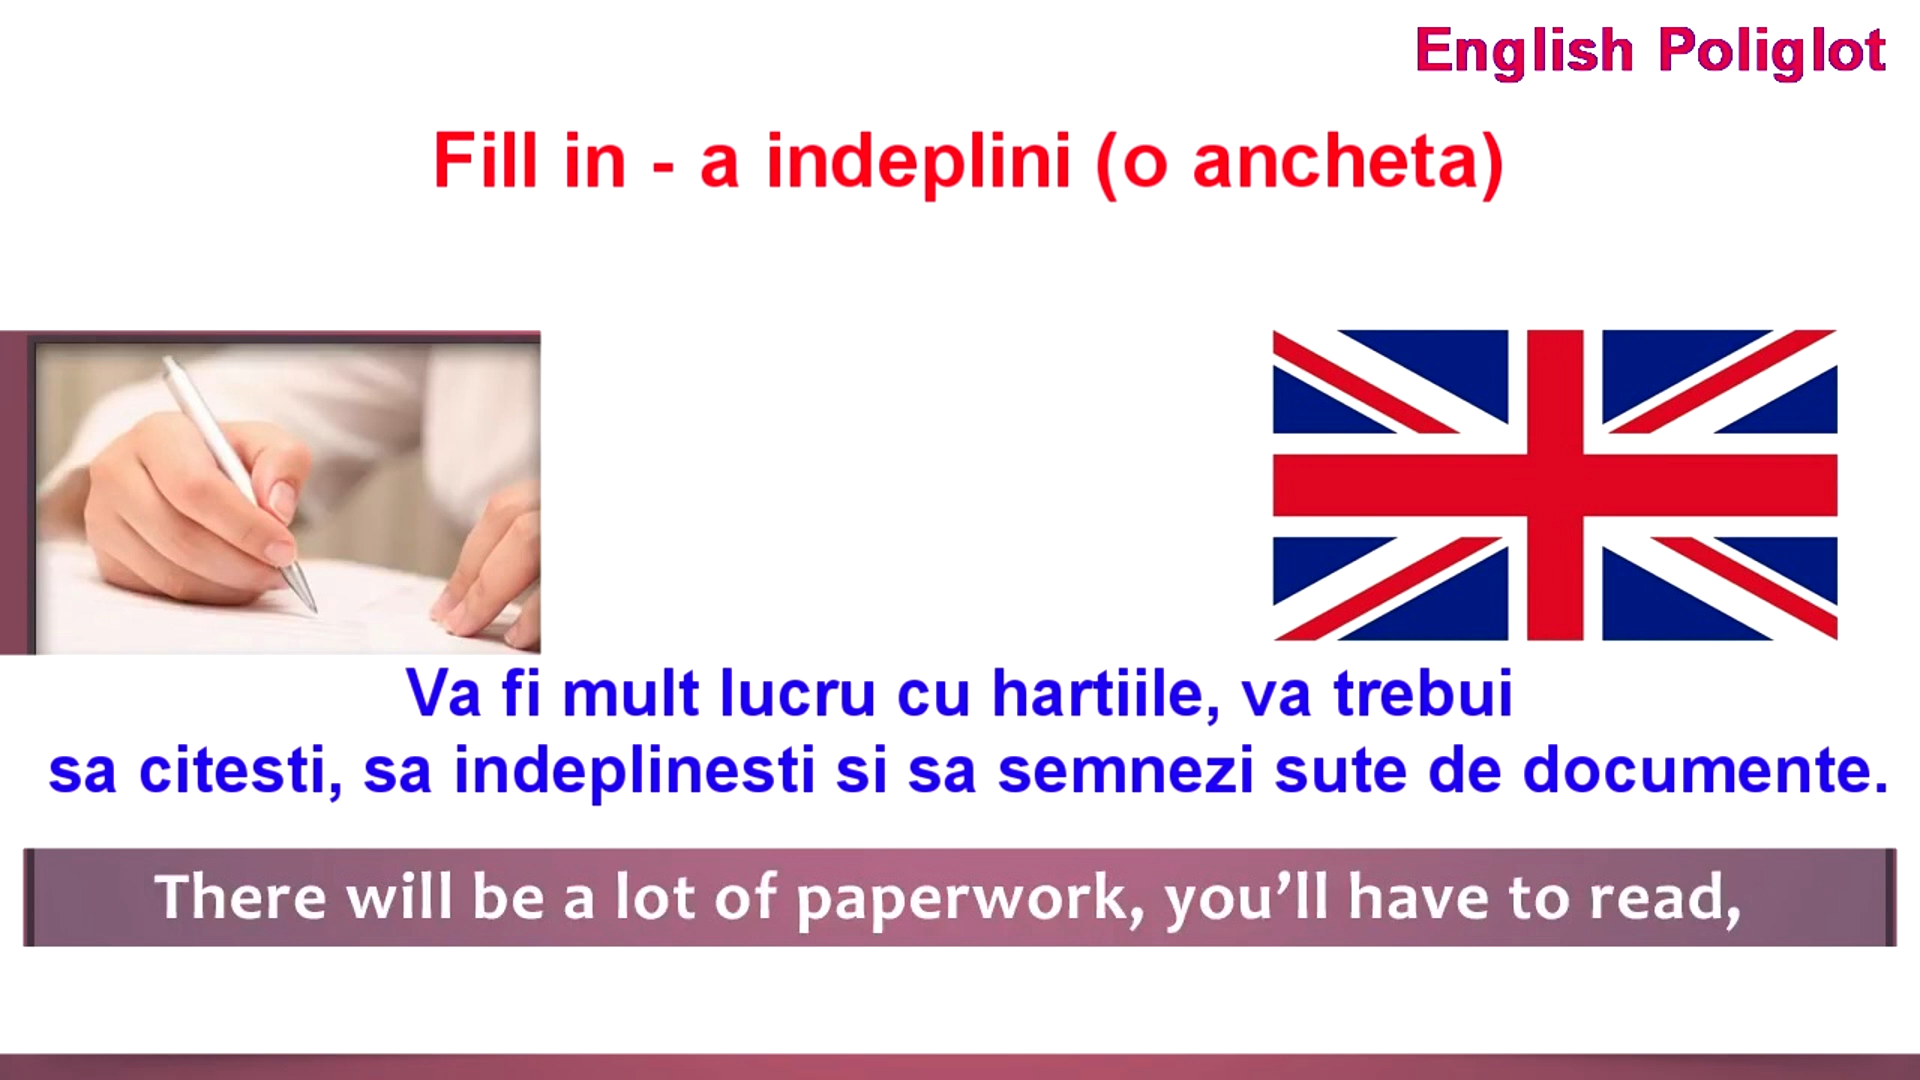 English Poliglot
Fill in - a indeplini (o ancheta)
Va fi mult lucru cu hartiile, va trebui
sa citesti, sa indeplinesti si sa semnezi sute de documente.
There will be a lot of paperwork, you’ll have to read,